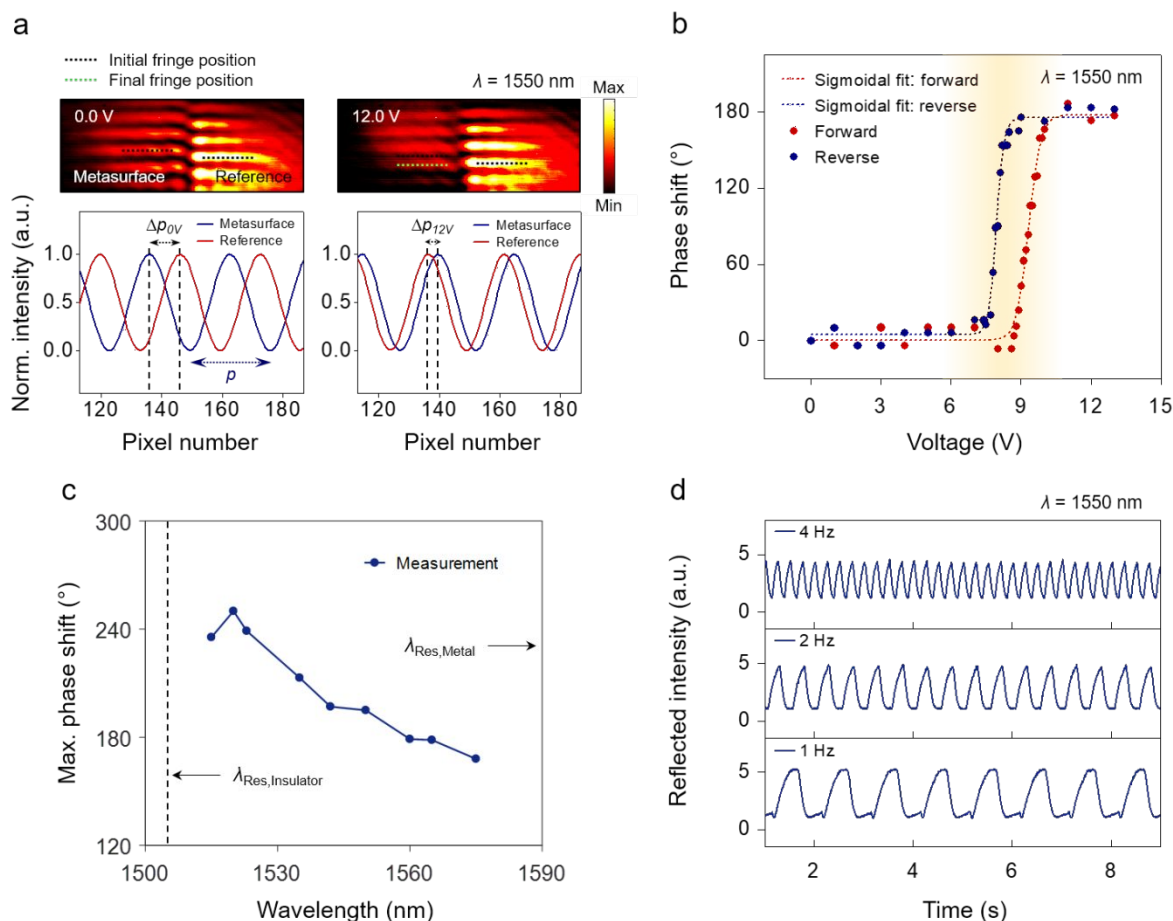 a
Initial fringe position
Final fringe position
λ = 1550 nm
Max
Min
0.0 V
Metasurface
Reference
12.0 V
Norm. intensity (a.u.)
Δp0V
Metasurface
Reference
p
1.0
0.5
0.0
120
140
160
180
Pixel number
Δp12V
Metasurface
Reference
1.0
0.5
0.0
120
140
160
180
Pixel number
b
λ = 1550 nm
Sigmoidal fit: forward
Sigmoidal fit: reverse
Forward
Reverse
Phase shift (°)
180
120
60
0
0
3
6
9
12
15
Voltage (V)
c
Max. phase shift (°)
300
240
180
120
Measurement
λRes,Metal
λRes,Insulator
1500
1530
1560
1590
Wavelength (nm)
d
λ = 1550 nm
Reflected intensity (a.u.)
4 Hz
5
0
2 Hz
5
0
1 Hz
5
0
2
4
6
8
Time (s)